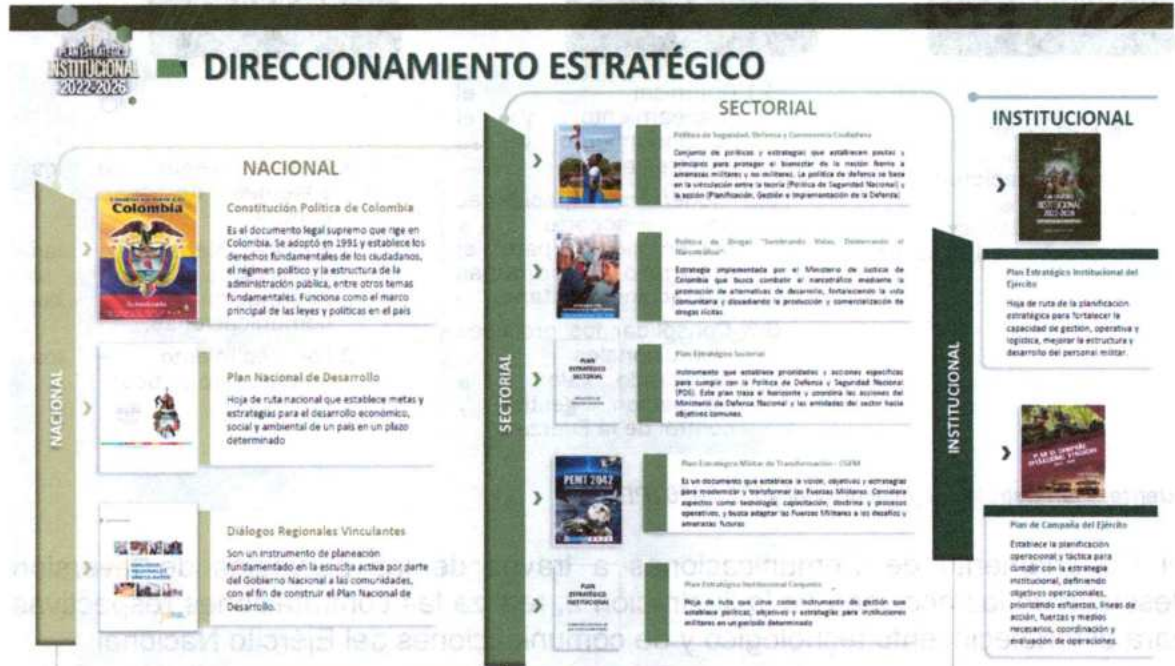 PLAN ESTRATÉGICO
INSTITUCIONAL
2022-2026
DIRECCIONAMIENTO ESTRATÉGICO
NACIONAL
NACIONAL
Colombia
Constitución Política de Colombia
Es el documento legal supremo que rige en
Colombia. Se adoptó en 1991 y establece los
derechos fundamentales de los ciudadanos,
el régimen político y la estructura de la
administración pública, entre otros temas
fundamentales. Funciona como el marco
principal de las leyes y políticas en el país
Plan Nacional de Desarrollo
Hoja de ruta nacional que establece metas y
estrategias para el desarrollo económico,
social y ambiental de un país en un plazo
determinado
Diálogos Regionales Vinculantes
Son un instrumento de planeación
fundamentado en la escucha activa por parte
del Gobierno Nacional a las comunidades,
con el fin de construir el Plan Nacional de
Desarrollo.
SECTORIAL
SECTORIAL
Política de Seguridad, Defensa y Convivencia Ciudadana
Conjunto de políticas y estrategias que establecen pautas y
principios para proteger el bienestar de la nación frente a
amenazas militares y no militares. La política de defensa se basa
en la vinculación entre la teoría (Política de Seguridad Nacional) y
la acción (Planificación, Gestión e Implementación de la Defensa)
Política de Drogas "Sembrando Vidas, Desterramos el
Narcotráfico"
Estrategia implementada por el Ministerio de Justicia de
Colombia que busca combatir el narcotráfico mediante la
promoción de alternativas de desarrollo, fortaleciendo la vida
comunitaria y disuadiendo la producción y comercialización de
drogas ilícitas
PLAN
ESTRATÉGICO
SECTORIAL
Plan Estratégico Sectorial
Instrumento que establece prioridades y acciones específicas
para cumplir con la Política de Defensa y Seguridad Nacional
(PDS). Este plan traza el horizonte y coordina las acciones del
Ministerio de Defensa Nacional y las entidades del sector hacia
objetivos comunes.
PEMT 2042
Plan Estratégico Militar de Transformación - CGFM
Es un documento que establece la visión, objetivos y estrategias
para modernizar y transformar las Fuerzas Militares. Considera
aspectos como tecnología, capacitación, doctrina y procesos
operativos, y busca adaptar las Fuerzas Militares a los desafíos y
amenazas futuras
PLAN
ESTRATÉGICO
INSTITUCIONAL
Plan Estratégico Institucional Conjunto
Hoja de ruta que sirve como instrumento de gestión que
establece políticas, objetivos y estrategias para instituciones
militares en un periodo determinado
INSTITUCIONAL
INSTITUCIONAL
INSTITUCIONAL
2022-2026
Plan Estratégico Institucional del
Ejército
Hoja de ruta de la planificación
estratégica para fortalecer la
capacidad de gestión, operativa y
logística, mejorar la estructura y
desarrollo del personal militar.
PLAN DE CAMPAÑA
Plan de Campaña del Ejército
Establece la planificación
operacional y táctica para
cumplir con la estrategia
institucional, definiendo
objetivos operacionales,
priorizando esfuerzos, líneas de
acción, fuerzas y medios
necesarios, coordinación y
evaluación de operaciones.